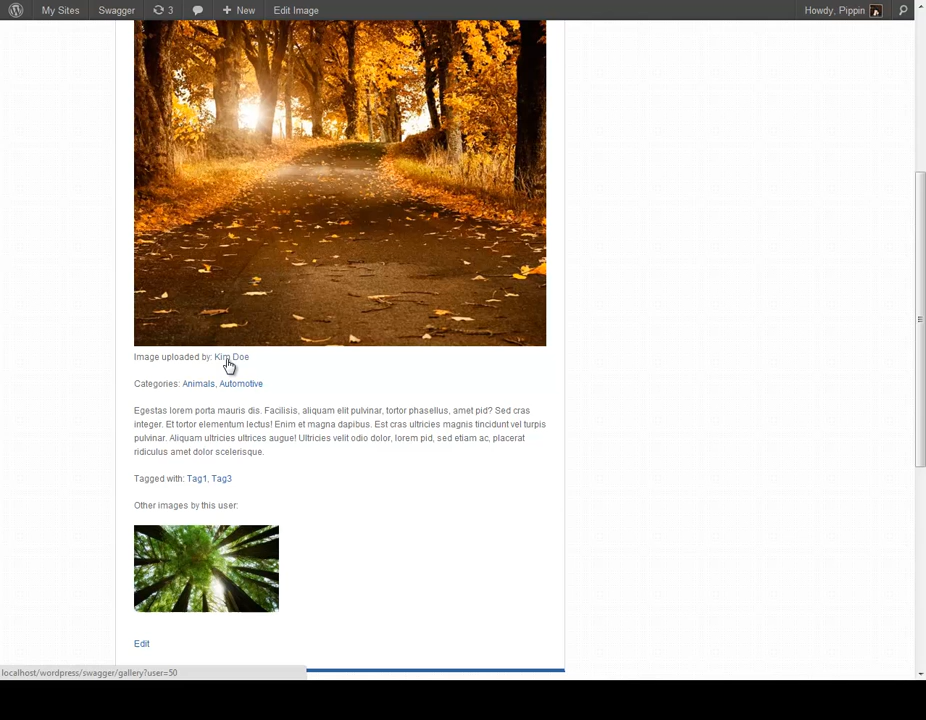 My Sites Swagger 3 New Edit Image Howdy, Pippin
Image uploaded by: Kim Doe
Categories: Animals, Automotive
Egestas lorem porta mauris dis. Facilisis, aliquam elit pulvinar, tortor phasellus, amet pid? Sed cras
integer. Et tortor elementum lectus! Enim et magna dapibus. Est cras ultricies magnis tincidunt vel turpis
pulvinar. Aliquam ultricies ultrices augue! Ultricies velit odio dolor, lorem pid, sed etiam ac, placerat
ridiculus amet dolor scelerisque.
Tagged with: Tag1, Tag3
Other images by this user:
Edit
localhost/wordpress/swagger/gallery?user=50